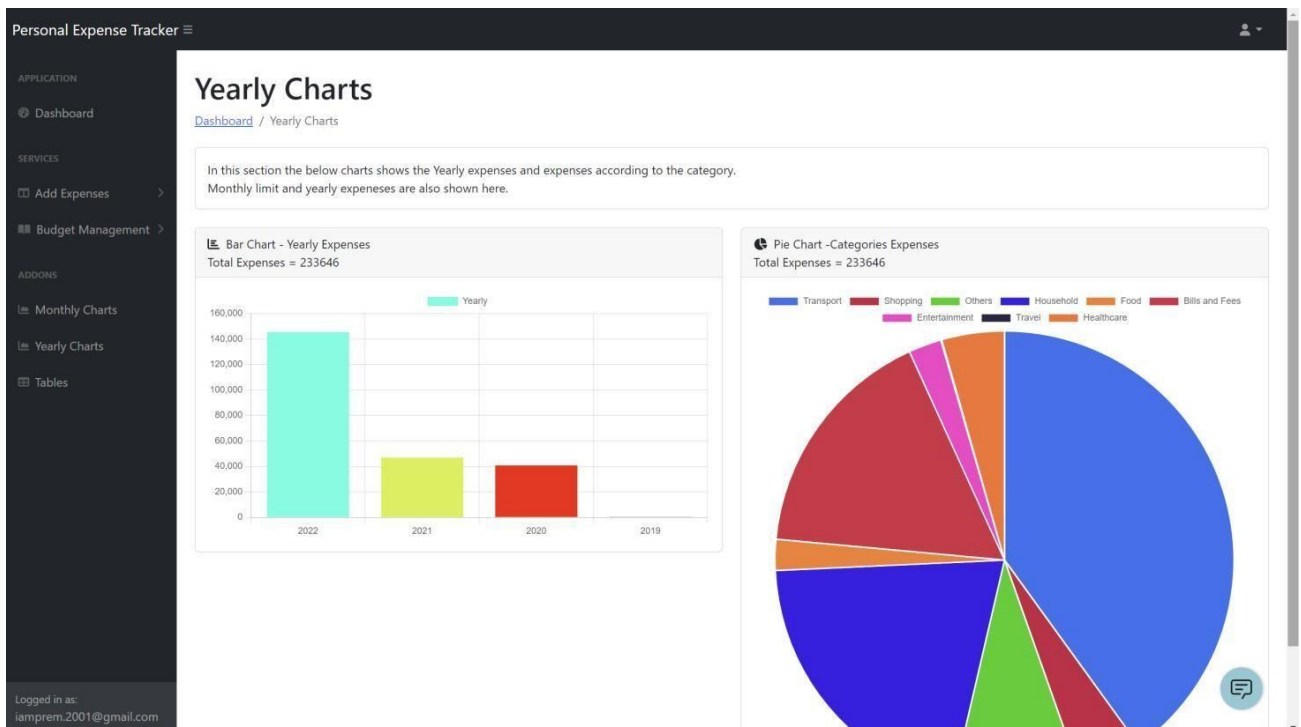 Personal Expense Tracker
APPLICATION
Dashboard
SERVICES
Add Expenses
Budget Management
ADDONS
Monthly Charts
Yearly Charts
Tables
Logged in as:
iamprem.2001@gmail.com
Yearly Charts
Dashboard / Yearly Charts
In this section the below charts shows the Yearly expenses and expenses according to the category.
Monthly limit and yearly expeneses are also shown here.
Bar Chart - Yearly Expenses
Total Expenses = 233646
Yearly
160,000
140,000
120,000
100,000
80,000
60,000
40,000
20,000
0
2022 2021 2020 2019
Pie Chart -Categories Expenses
Total Expenses = 233646
Transport Shopping Others Household Food Bills and Fees
Entertainment Travel Healthcare